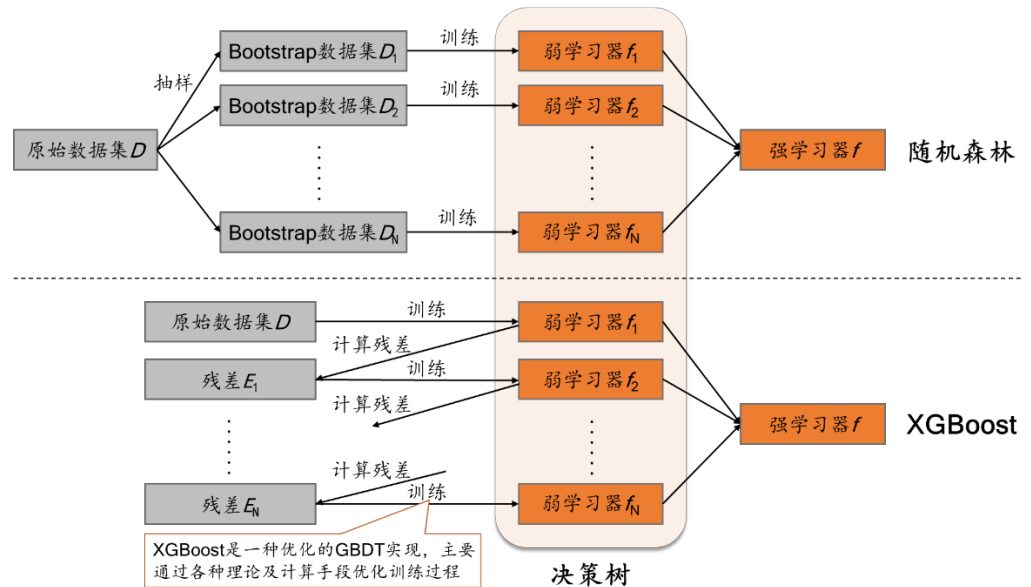 Bootstrap数据集D1
训练
弱学习器f1
抽样
Bootstrap数据集D2
训练
弱学习器f2
原始数据集D
强学习器f
随机森林
Bootstrap数据集DN
训练
弱学习器fN
原始数据集D
训练
弱学习器f1
计算残差
残差E1
训练
弱学习器f2
计算残差
强学习器f
XGBoost
计算残差
残差EN
训练
弱学习器fN
XGBoost是一种优化的GBDT实现，主要
通过各种理论及计算手段优化训练过程
决策树